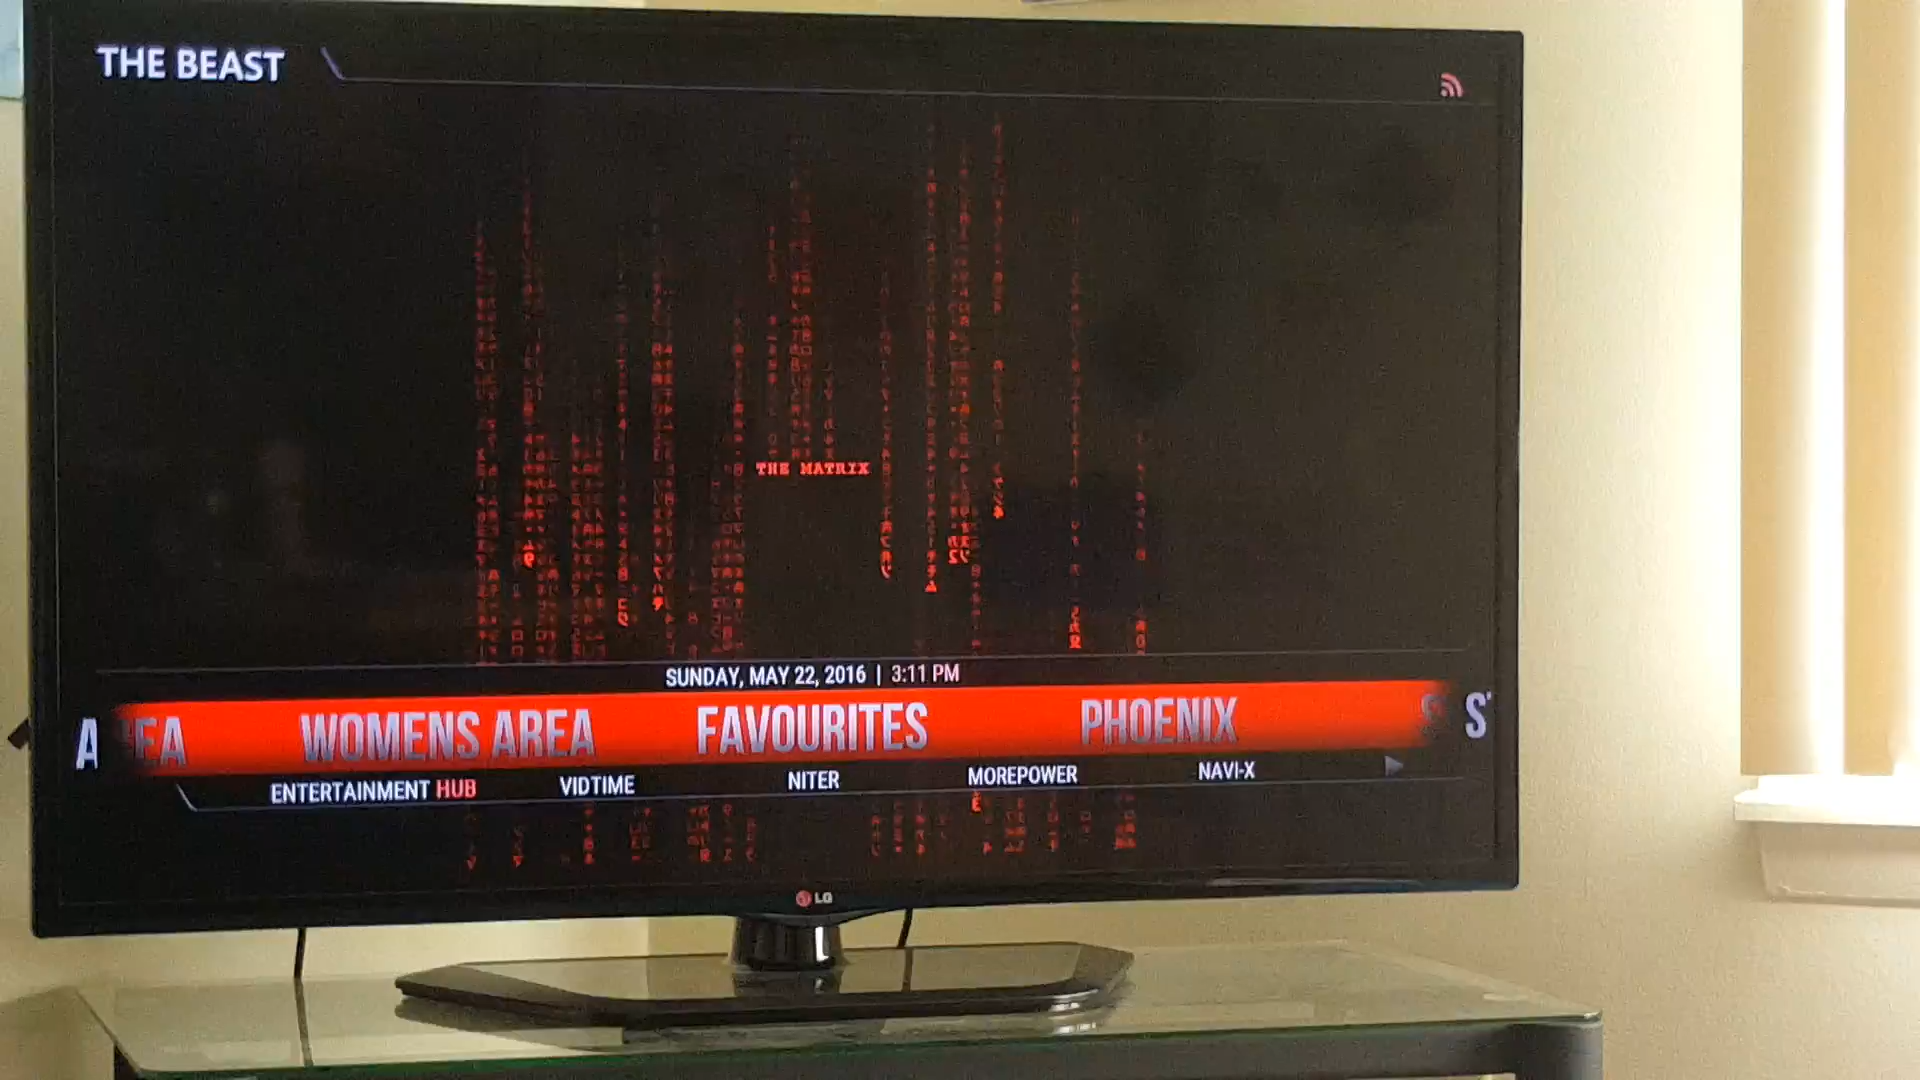 THE BEAST
THE MATRIX
SUNDAY, MAY 22, 2016 | 3:11 PM
WOMENS AREA FAVOURITES PHOENIX
ENTERTAINMENT HUB VIDTIME NITER MOREPOWER NAVI-X
LG